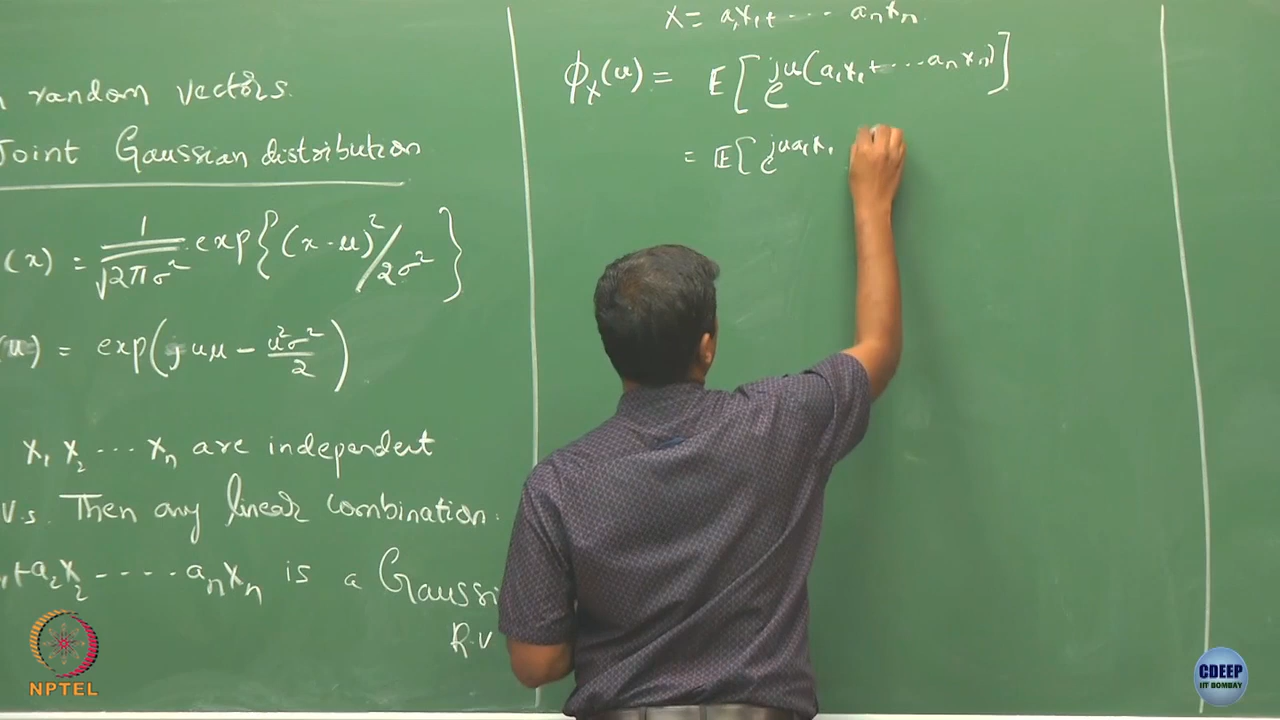 random vectors.
Joint Gaussian distribution
(x) = 1/√2πσ² exp{(x-μ)²/2σ²}
(u) = exp(juμ - u²σ²/2)
X₁ X₂ ... Xₙ are independent
V.s. Then any linear combination.
+a₂X₂ ---- aₙXₙ is a Gaussi
R.V
X = a₁X₁+ ... aₙXₙ
ϕ_X(u) = E[e^{ju(a₁X₁+...aₙXₙ)}]
= E[e^{jua₁X₁}
NPTEL
CDEEP
IIT BOMBAY